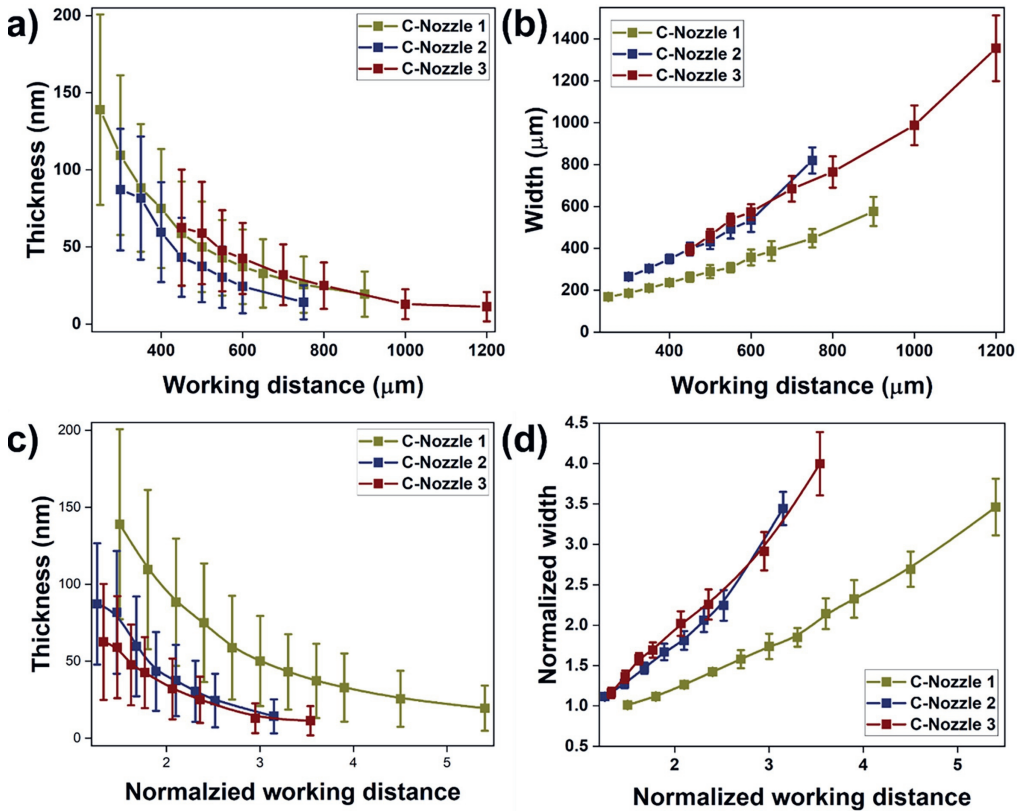 a)
200
150
100
50
0
Thickness (nm)
C-Nozzle 1
C-Nozzle 2
C-Nozzle 3
400 600 800 1000 1200
Working distance (μm)
(b)
1400
1200
1000
800
600
400
200
0
Width (μm)
C-Nozzle 1
C-Nozzle 2
C-Nozzle 3
400 600 800 1000 1200
Working distance (μm)
c)
200
150
100
50
0
Thickness (nm)
C-Nozzle 1
C-Nozzle 2
C-Nozzle 3
2 3 4 5
Normalzied working distance
(d)
4.5
4.0
3.5
3.0
2.5
2.0
1.5
1.0
0.5
Normalized width
C-Nozzle 1
C-Nozzle 2
C-Nozzle 3
2 3 4 5
Normalized working distance